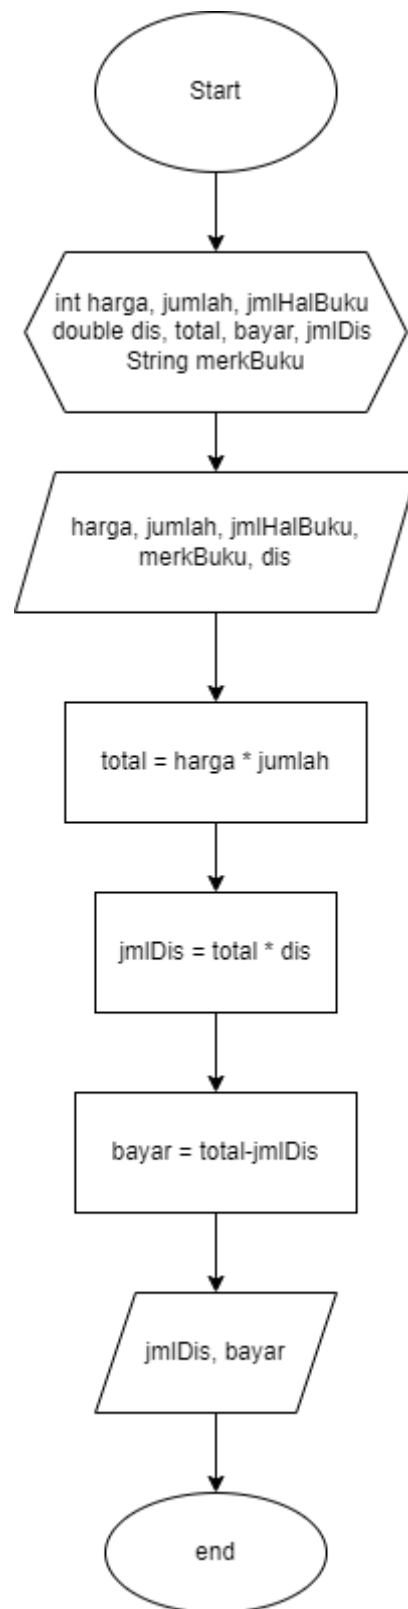 Start
int harga, jumlah, jmlHalBuku
double dis, total, bayar, jmlDis
String merkBuku
harga, jumlah, jmlHalBuku,
merkBuku, dis
total = harga * jumlah
jmlDis = total * dis
bayar = total-jmlDis
jmlDis, bayar
end